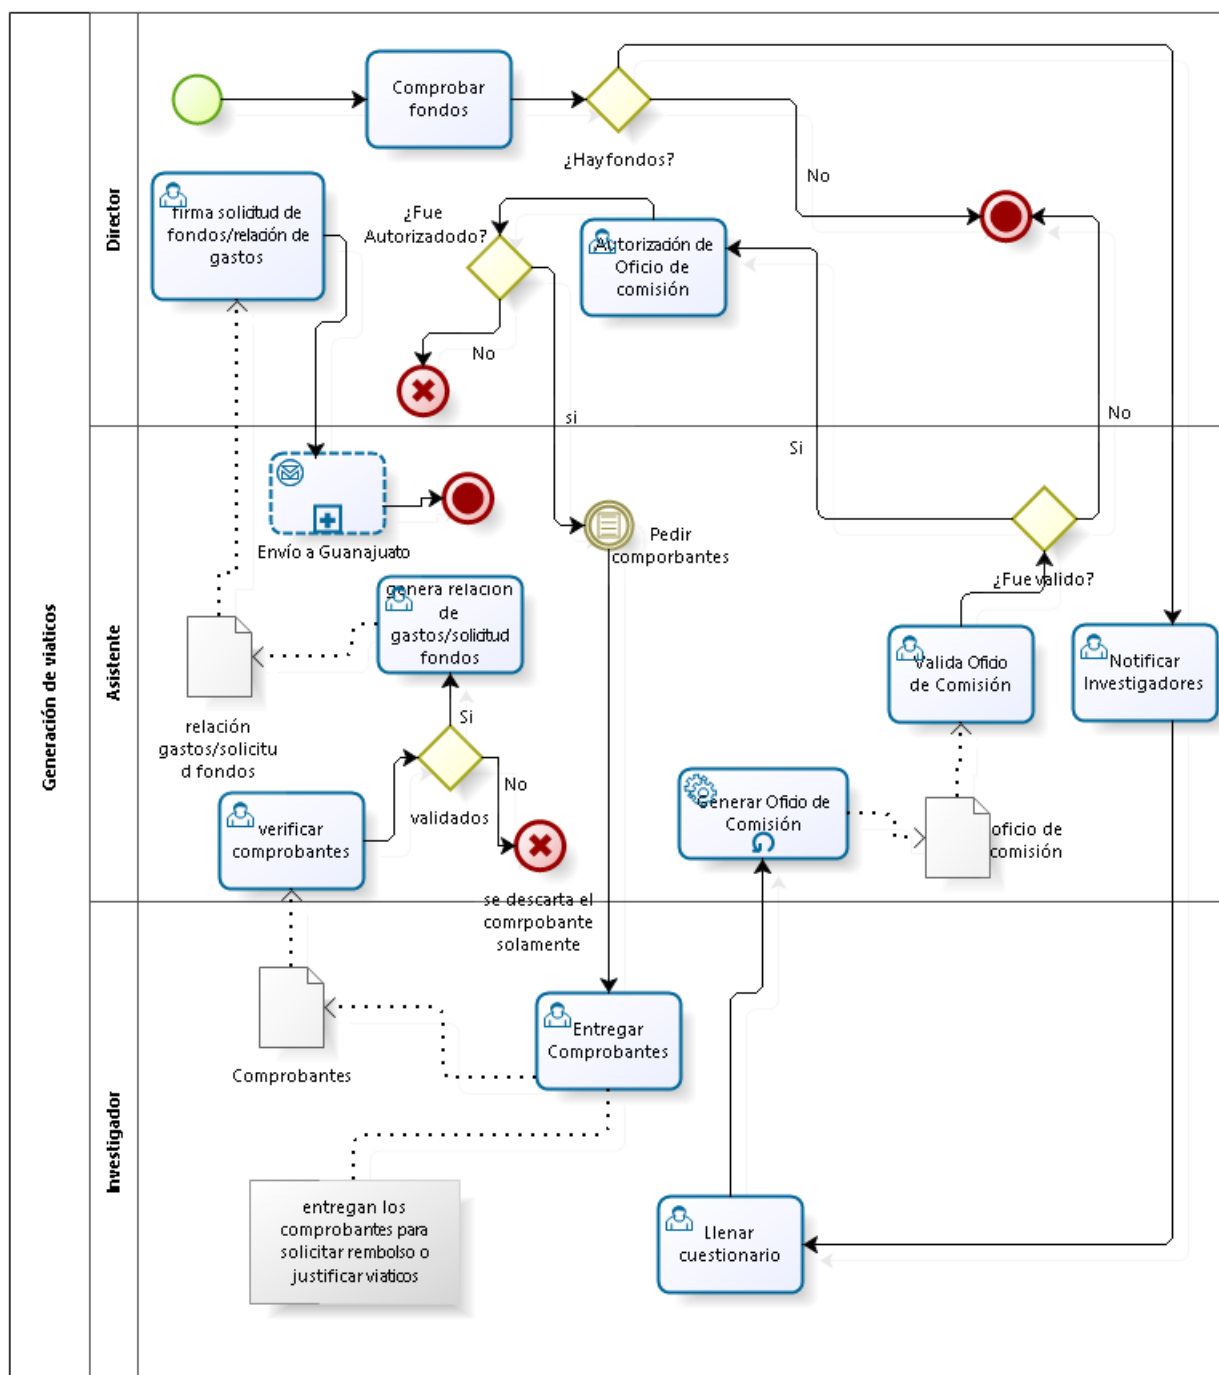 Generación de viaticos
Director
Asistente
Investigador
Comprobar
fondos
¿Hay fondos?
No
firma solicitud de
fondos/relación de
gastos
¿Fue
Autorizadodo?
Autorización de
Oficio de
comisión
No
si
Si
No
Envío a Guanajuato
Pedir
comporbantes
¿Fue valido?
genera relacion
de
gastos/solicitud
fondos
Valida Oficio
de Comisión
Notificar
Investigadores
relación
gastos/solicitu
d fondos
Si
No
validados
verificar
comprobantes
Generar Oficio de
Comisión
oficio de
comisión
se descarta el
comrpobante
solamente
Entregar
Comprobantes
Comprobantes
entregan los
comprobantes para
solicitar rembolso o
justificar viaticos
Llenar
cuestionario